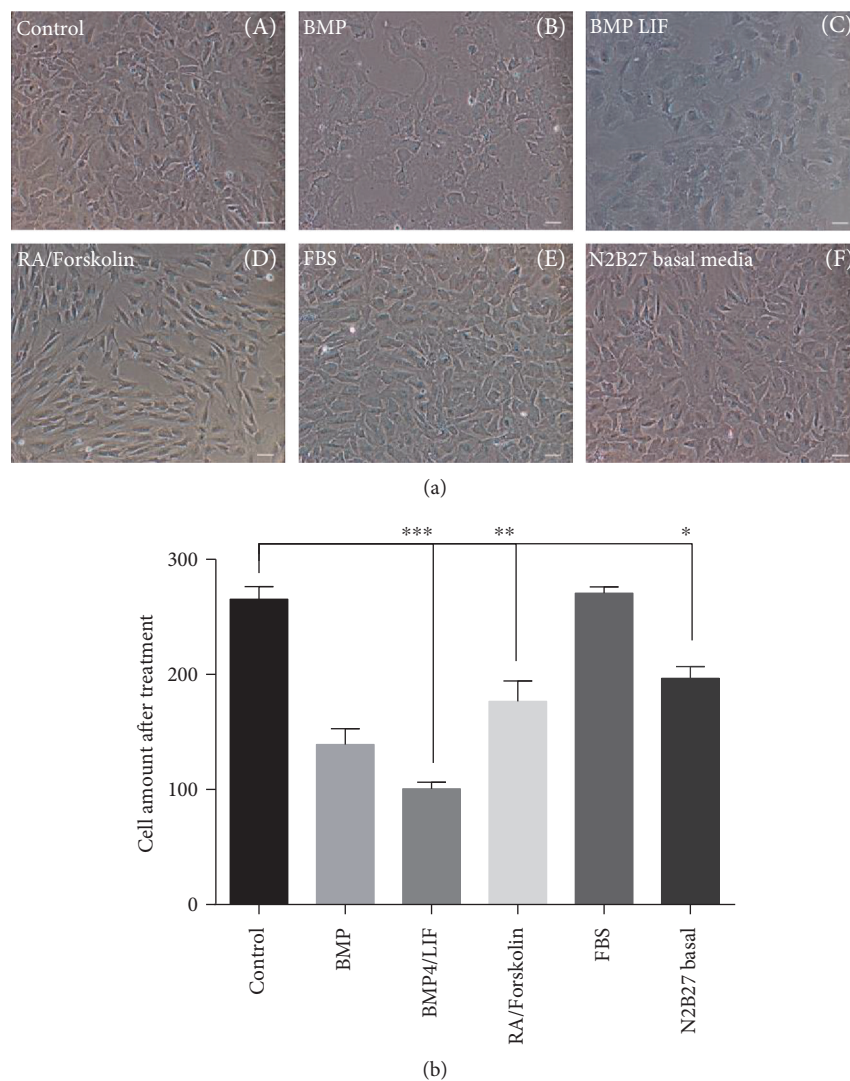 Control (A)
BMP (B)
BMP LIF (C)
RA/Forskolin (D)
FBS (E)
N2B27 basal media (F)
(a)
*** ** *
300
200
100
0
Cell amount after treatment
Control
BMP
BMP4/LIF
RA/Forskolin
FBS
N2B27 basal
(b)